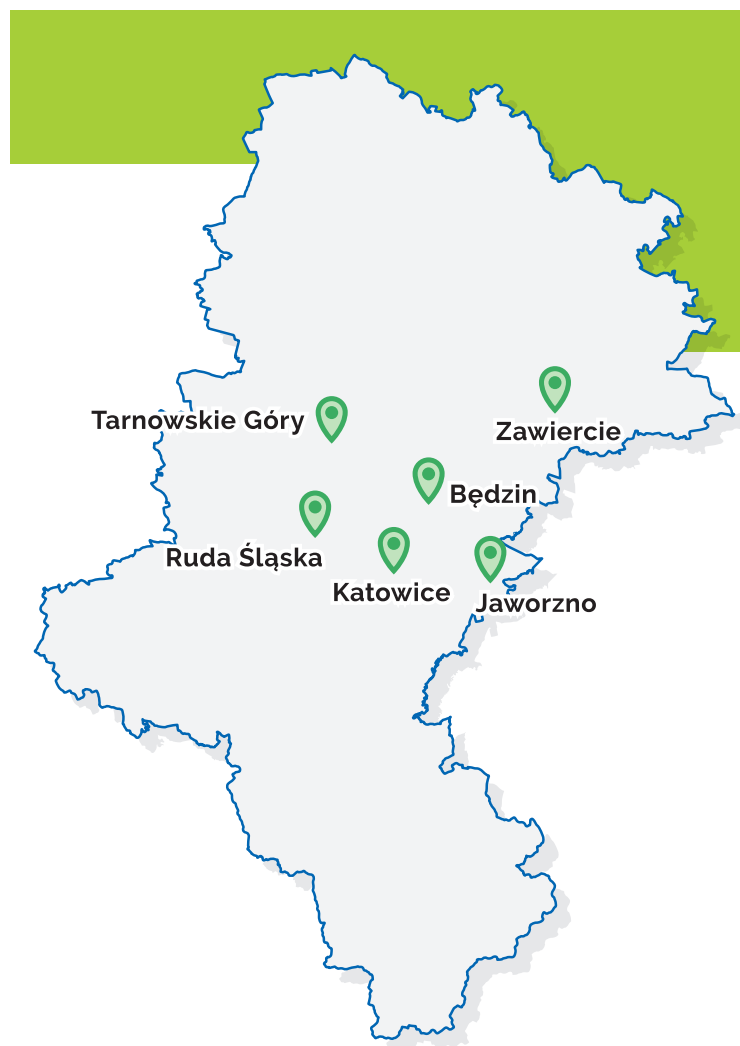 Tarnowskie Góry
Zawiercie
Będzin
Ruda Śląska
Katowice
Jaworzno